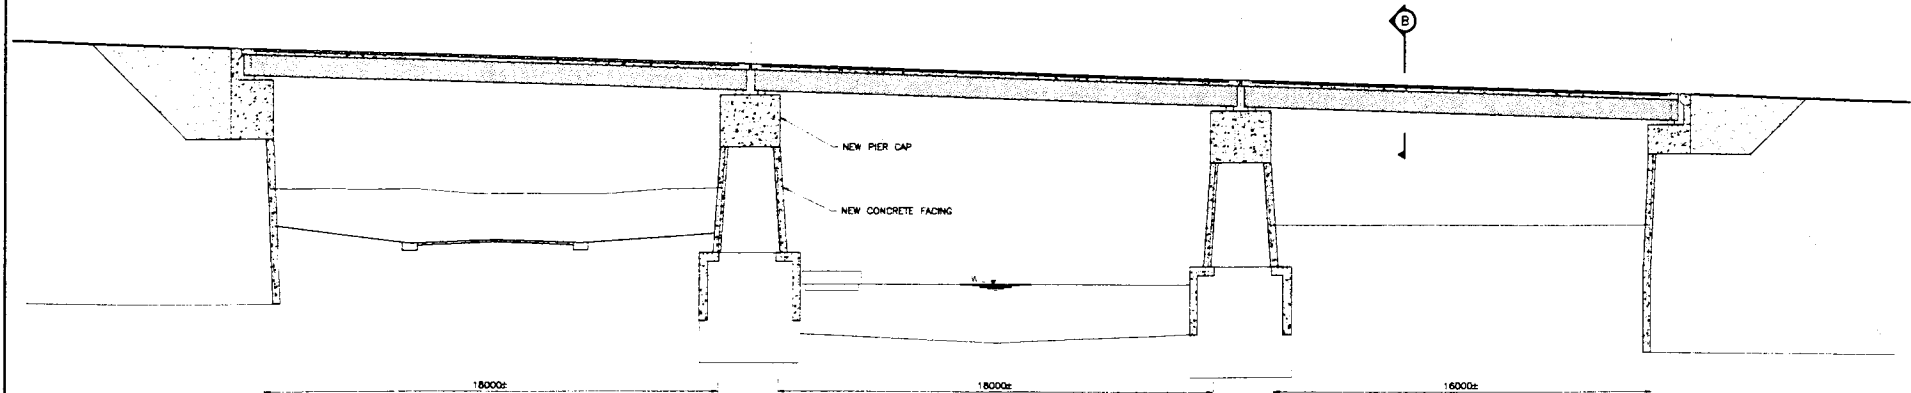 B
NEW PIER CAP
NEW CONCRETE FACING
18000±
18000±
16000±